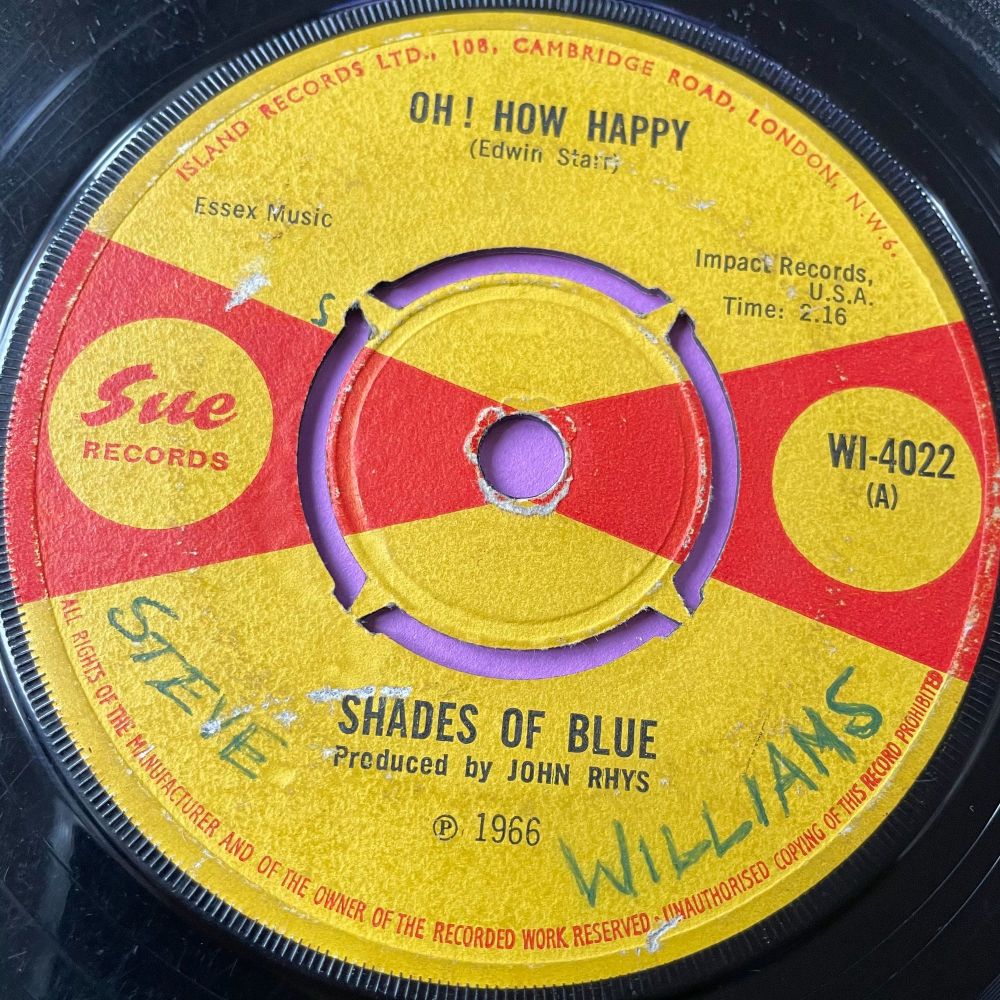 ISLAND RECORDS LTD., 108, CAMBRIDGE ROAD, LONDON, N.W.6.
OH! HOW HAPPY
(Edwin Starr)
Essex Music
Impact Records,
U.S.A.
Time: 2.16
S
Sue
RECORDS
WI-4022
(A)
STEVE
WILLIAMS
SHADES OF BLUE
Produced by JOHN RHYS
℗ 1966
ALL RIGHTS OF THE MANUFACTURER AND OF THE OWNER OF THE RECORDED WORK RESERVED · UNAUTHORISED COPYING OF THIS RECORD PROHIBITED